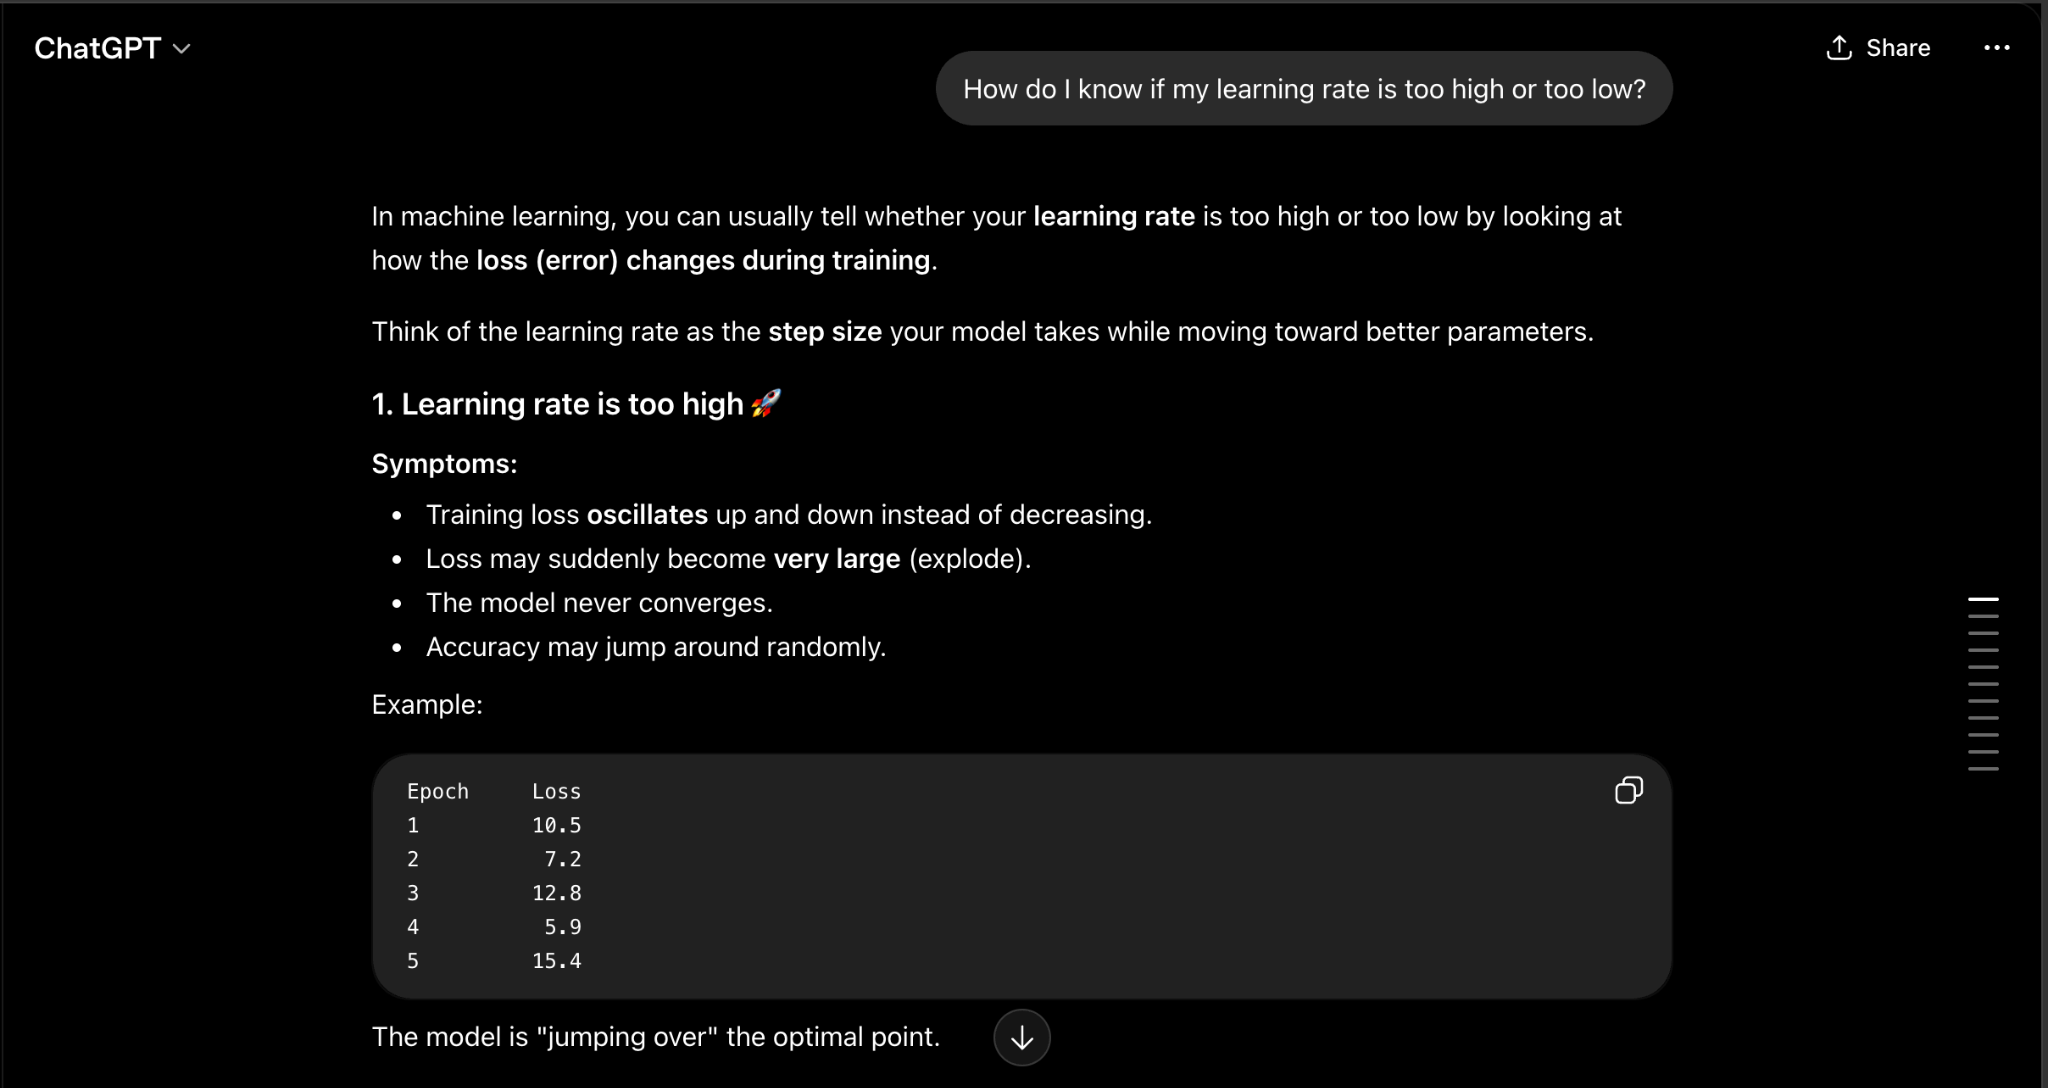 ChatGPT
Share
How do I know if my learning rate is too high or too low?
In machine learning, you can usually tell whether your learning rate is too high or too low by looking at
how the loss (error) changes during training.
Think of the learning rate as the step size your model takes while moving toward better parameters.
1. Learning rate is too high 🚀
Symptoms:
• Training loss oscillates up and down instead of decreasing.
• Loss may suddenly become very large (explode).
• The model never converges.
• Accuracy may jump around randomly.
Example:
Epoch Loss
1 10.5
2 7.2
3 12.8
4 5.9
5 15.4
The model is "jumping over" the optimal point.